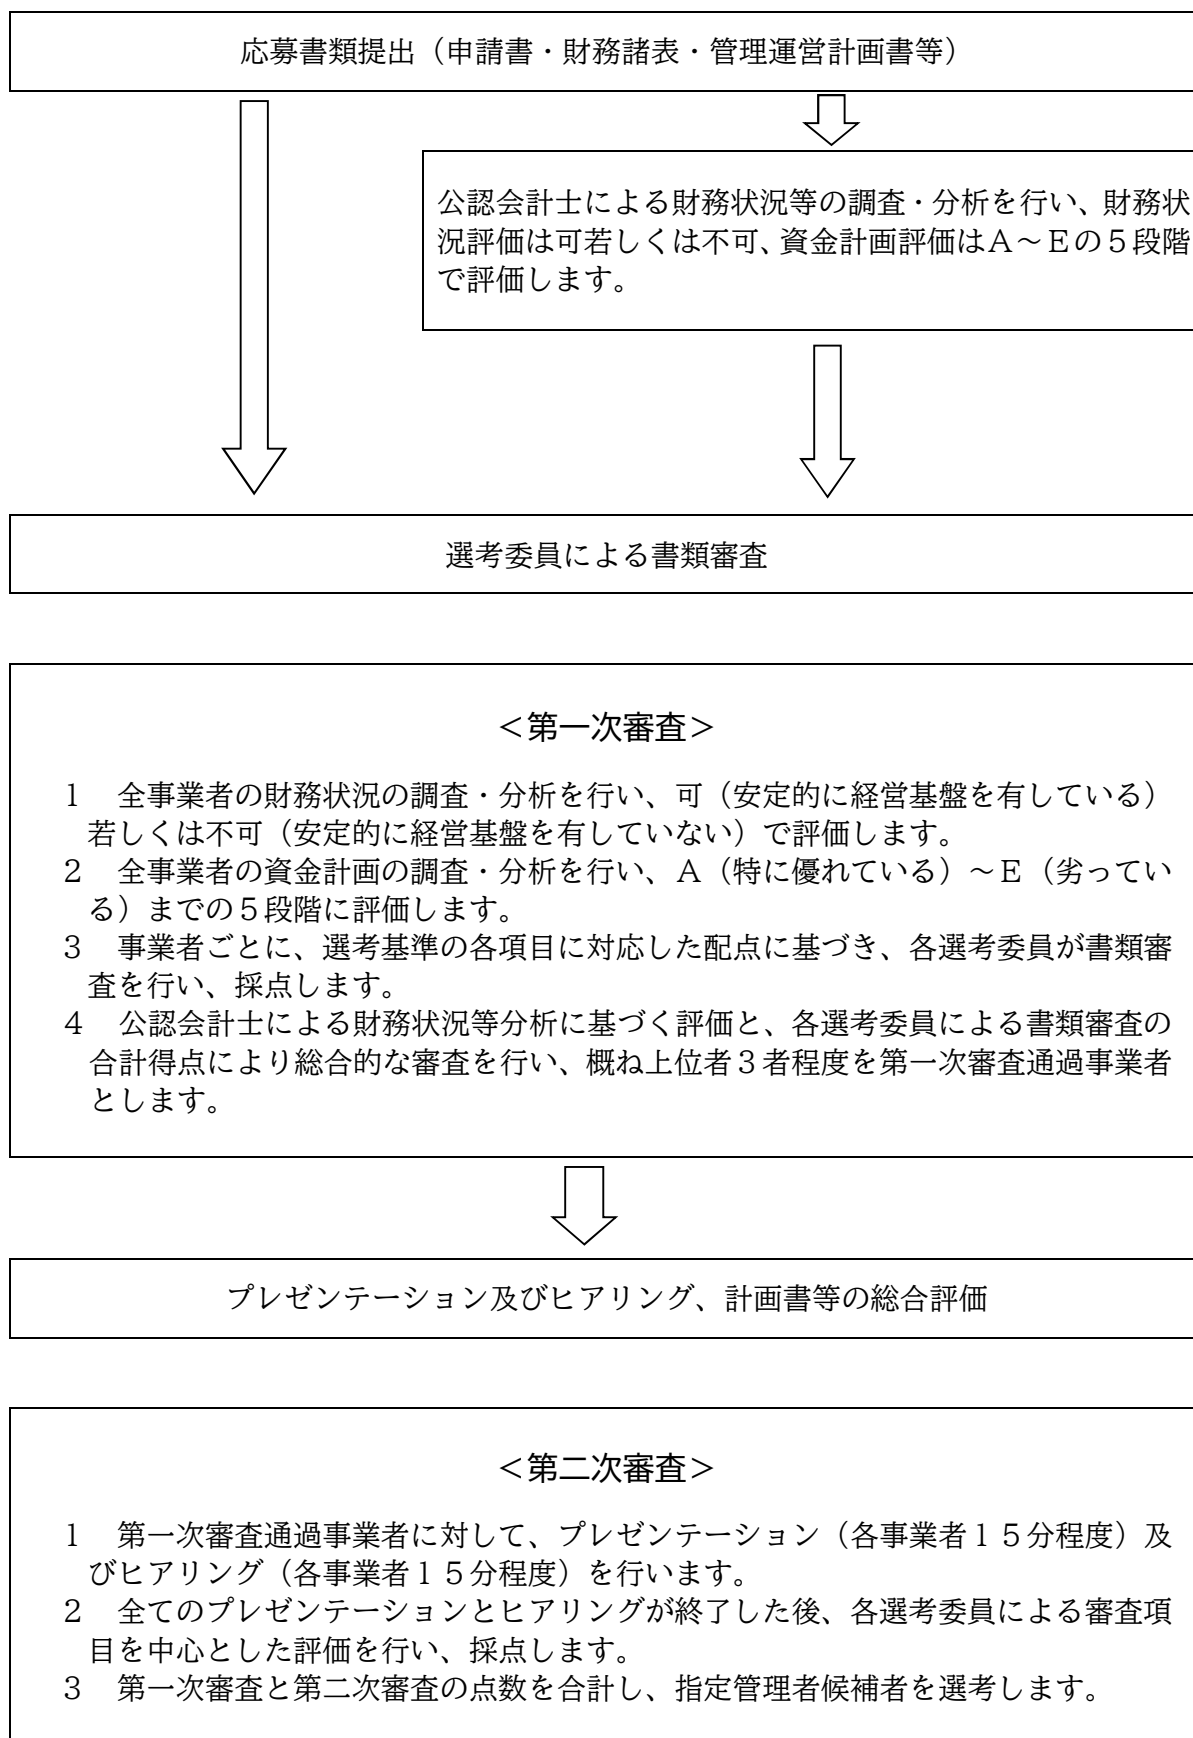 応募書類提出（申請書・財務諸表・管理運営計画書等）
公認会計士による財務状況等の調査・分析を行い、財務状
況評価は可若しくは不可、資金計画評価はＡ～Ｅの５段階
で評価します。
選考委員による書類審査
＜第一次審査＞
１　全事業者の財務状況の調査・分析を行い、可（安定的に経営基盤を有している）
若しくは不可（安定的に経営基盤を有していない）で評価します。
２　全事業者の資金計画の調査・分析を行い、Ａ（特に優れている）～Ｅ（劣ってい
る）までの５段階に評価します。
３　事業者ごとに、選考基準の各項目に対応した配点に基づき、各選考委員が書類審
査を行い、採点します。
４　公認会計士による財務状況等分析に基づく評価と、各選考委員による書類審査の
合計得点により総合的な審査を行い、概ね上位者３者程度を第一次審査通過事業者
とします。
プレゼンテーション及びヒアリング、計画書等の総合評価
＜第二次審査＞
１　第一次審査通過事業者に対して、プレゼンテーション（各事業者１５分程度）及
びヒアリング（各事業者１５分程度）を行います。
２　全てのプレゼンテーションとヒアリングが終了した後、各選考委員による審査項
目を中心とした評価を行い、採点します。
３　第一次審査と第二次審査の点数を合計し、指定管理者候補者を選考します。